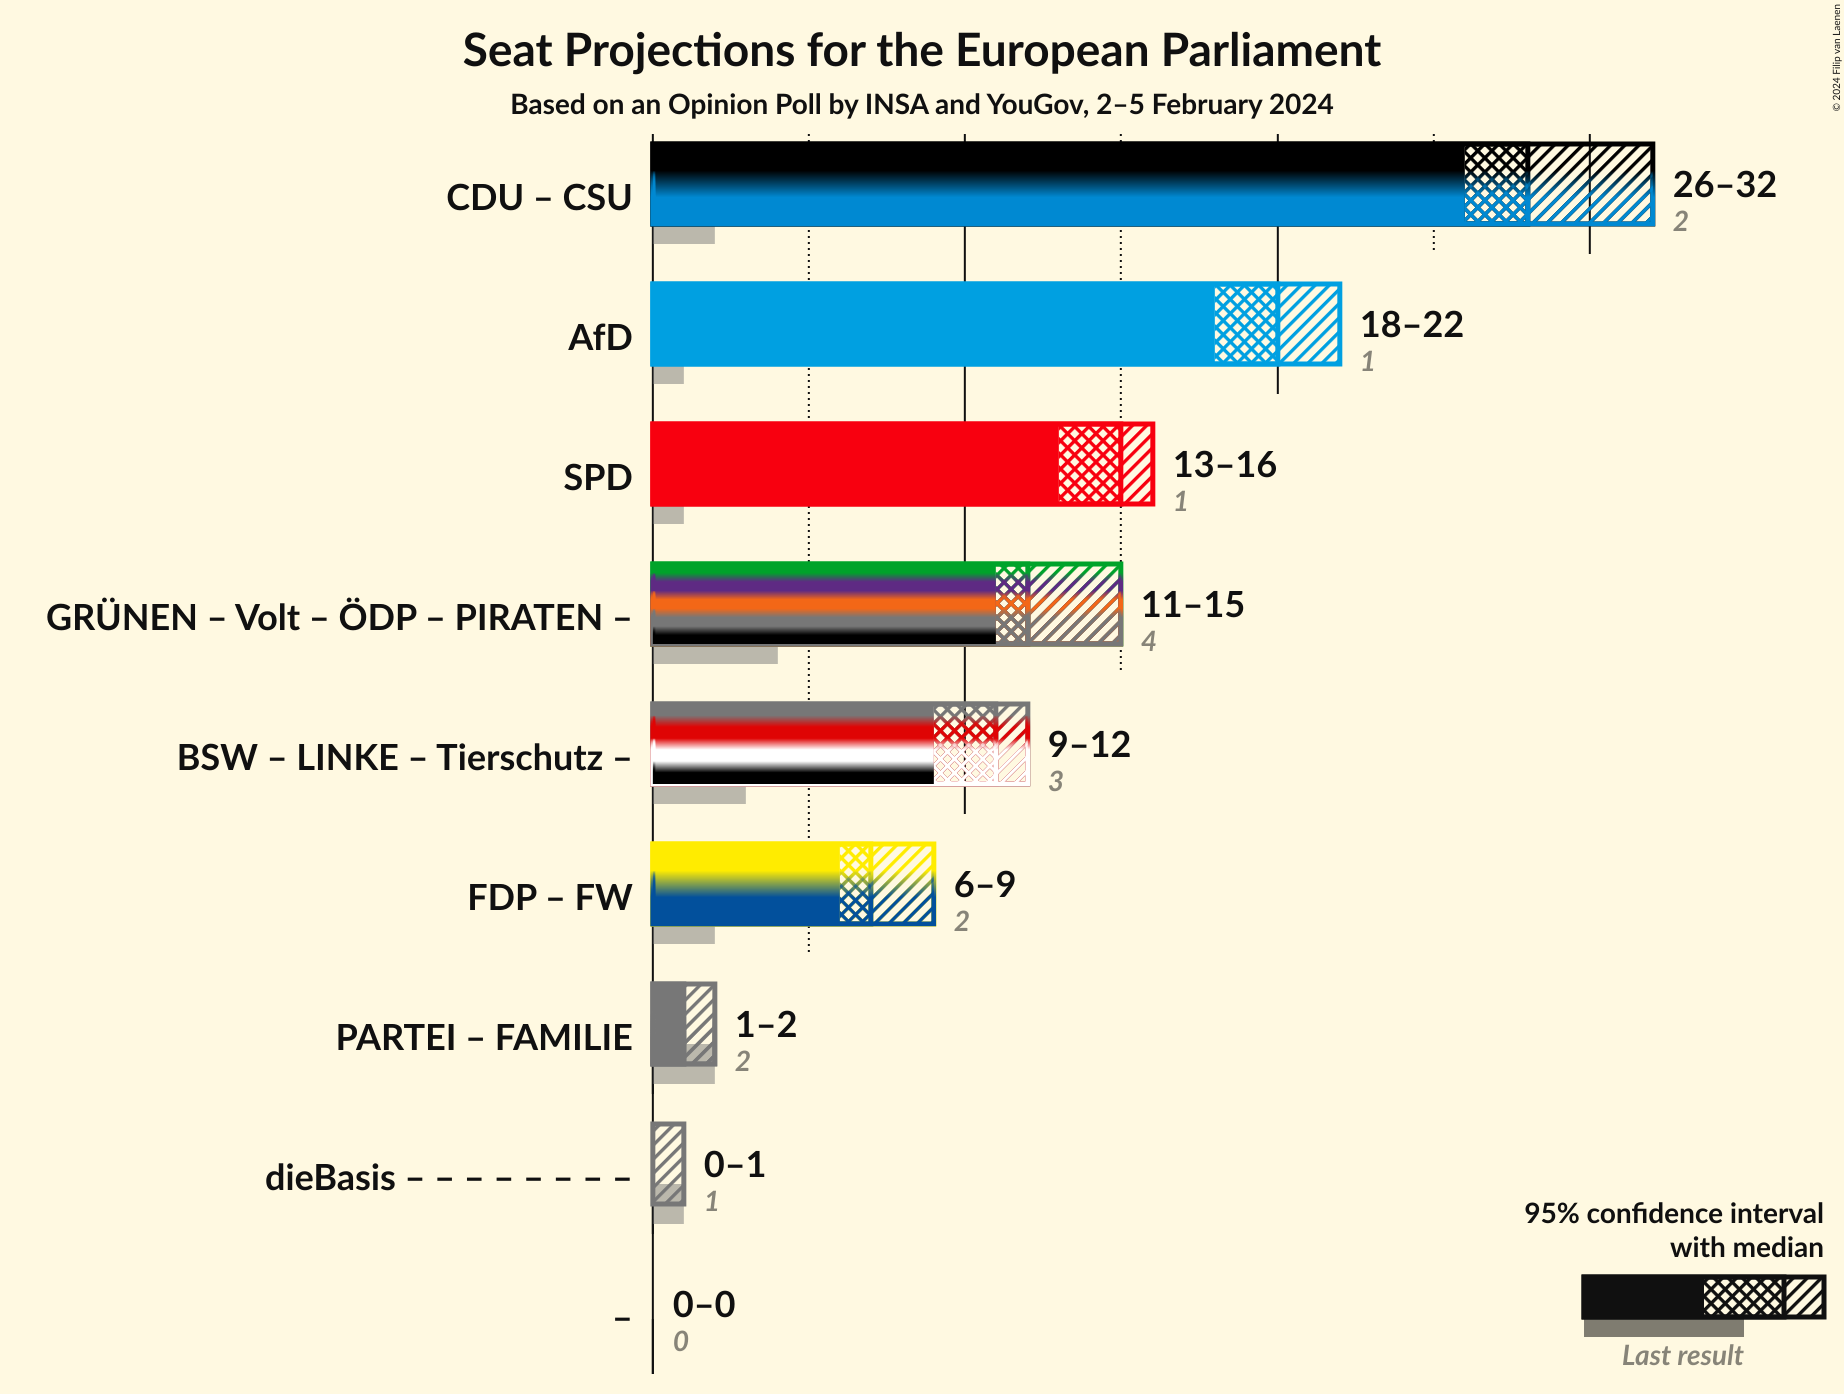 Seat Projections for the European Parliament
Based on an Opinion Poll by INSA and YouGov, 2–5 February 2024
© 2024 Filip van Laenen
CDU – CSU
26–32
2
AfD
18–22
1
SPD
13–16
1
GRÜNEN – Volt – ÖDP – PIRATEN –
11–15
4
BSW – LINKE – Tierschutz –
9–12
3
FDP – FW
6–9
2
PARTEI – FAMILIE
1–2
2
dieBasis – – – – – – – –
0–1
1
–
0–0
0
95% confidence interval
with median
Last result